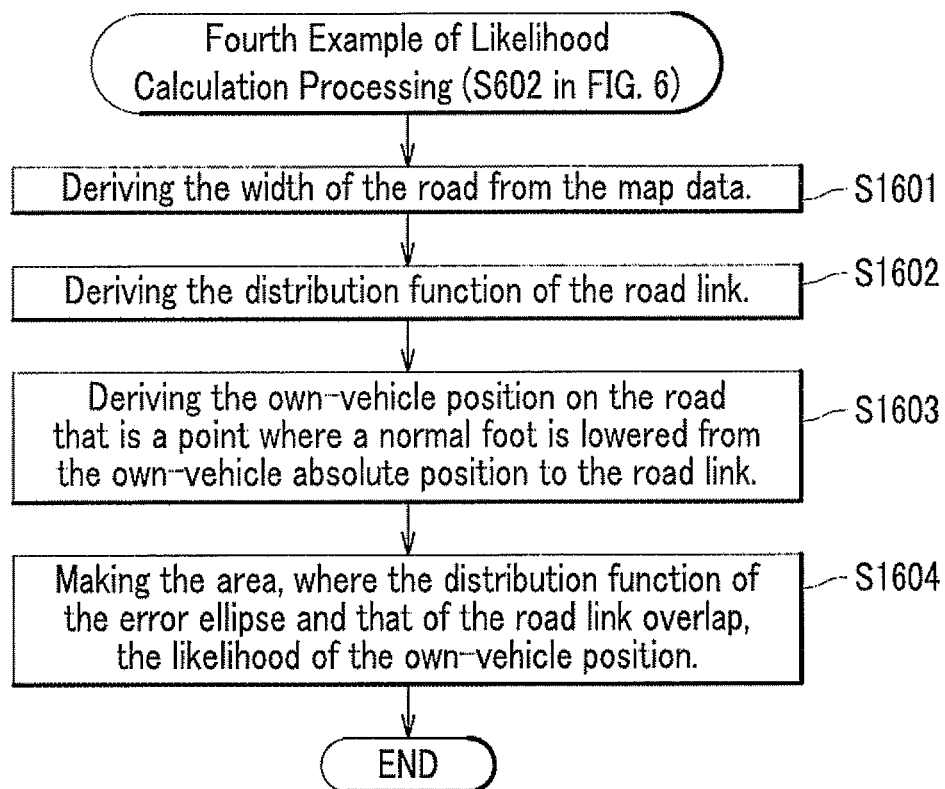 Fourth Example of Likelihood
Calculation Processing (S602 in FIG. 6)
Deriving the width of the road from the map data.
S1601
Deriving the distribution function of the road link.
S1602
Deriving the own-vehicle position on the road
that is a point where a normal foot is lowered from
the own-vehicle absolute position to the road link.
S1603
Making the area, where the distribution function of
the error ellipse and that of the road link overlap,
the likelihood of the own-vehicle position.
S1604
END